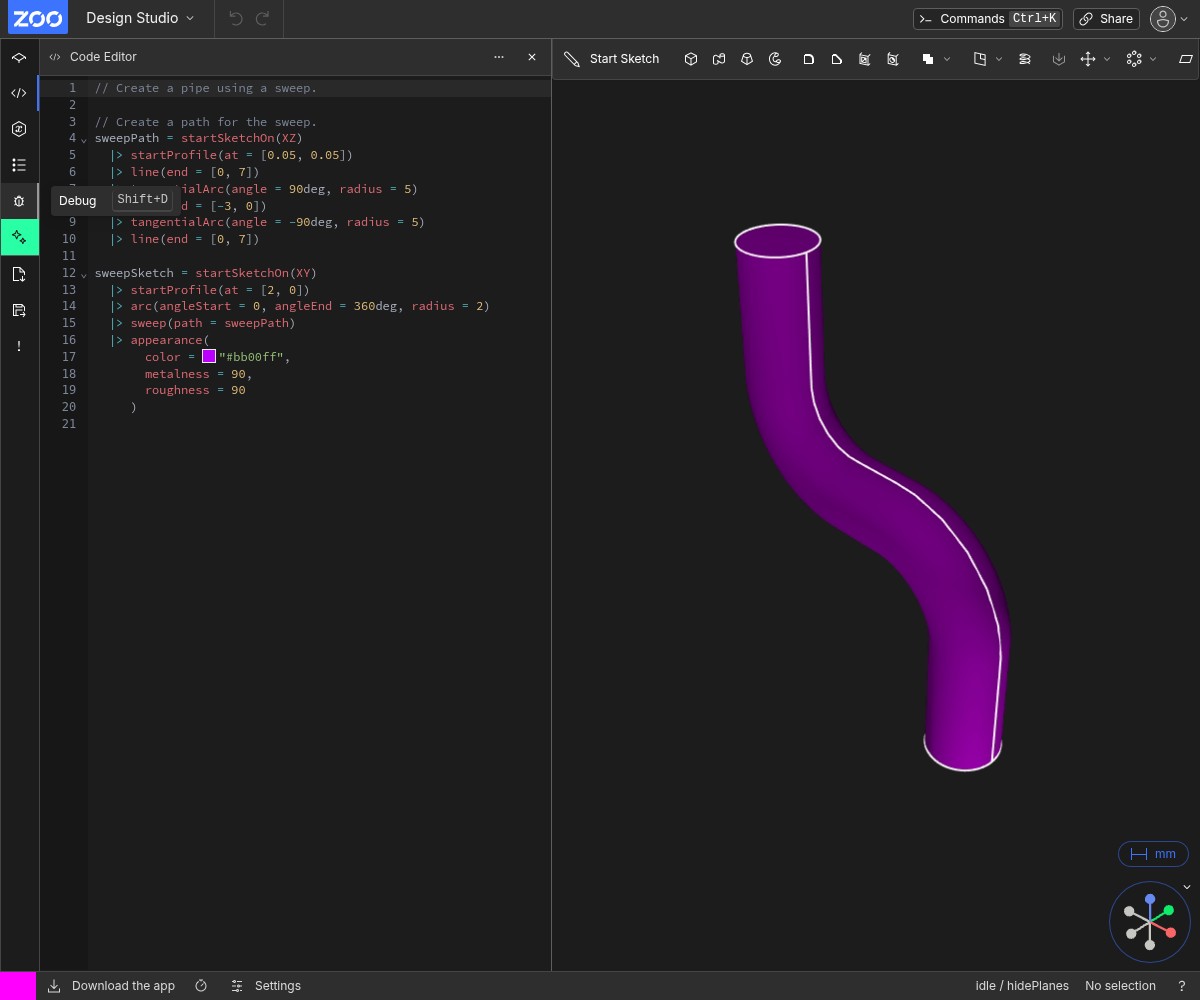 ZOO Design Studio Commands Ctrl+K Share
Code Editor
Start Sketch
1 // Create a pipe using a sweep.
2
3 // Create a path for the sweep.
4 sweepPath = startSketchOn(XZ)
5 |> startProfile(at = [0.05, 0.05])
6 |> line(end = [0, 7])
ialArc(angle = 90deg, radius = 5)
Debug Shift+D
d = [-3, 0])
9 |> tangentialArc(angle = -90deg, radius = 5)
10 |> line(end = [0, 7])
11
12 sweepSketch = startSketchOn(XY)
13 |> startProfile(at = [2, 0])
14 |> arc(angleStart = 0, angleEnd = 360deg, radius = 2)
15 |> sweep(path = sweepPath)
16 |> appearance(
17 color = "#bb00ff",
18 metalness = 90,
19 roughness = 90
20 )
21
mm
Download the app Settings idle / hidePlanes No selection ?